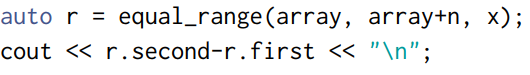 auto r = equal_range(array, array+n, x);
cout << r.second-r.first << "\n";